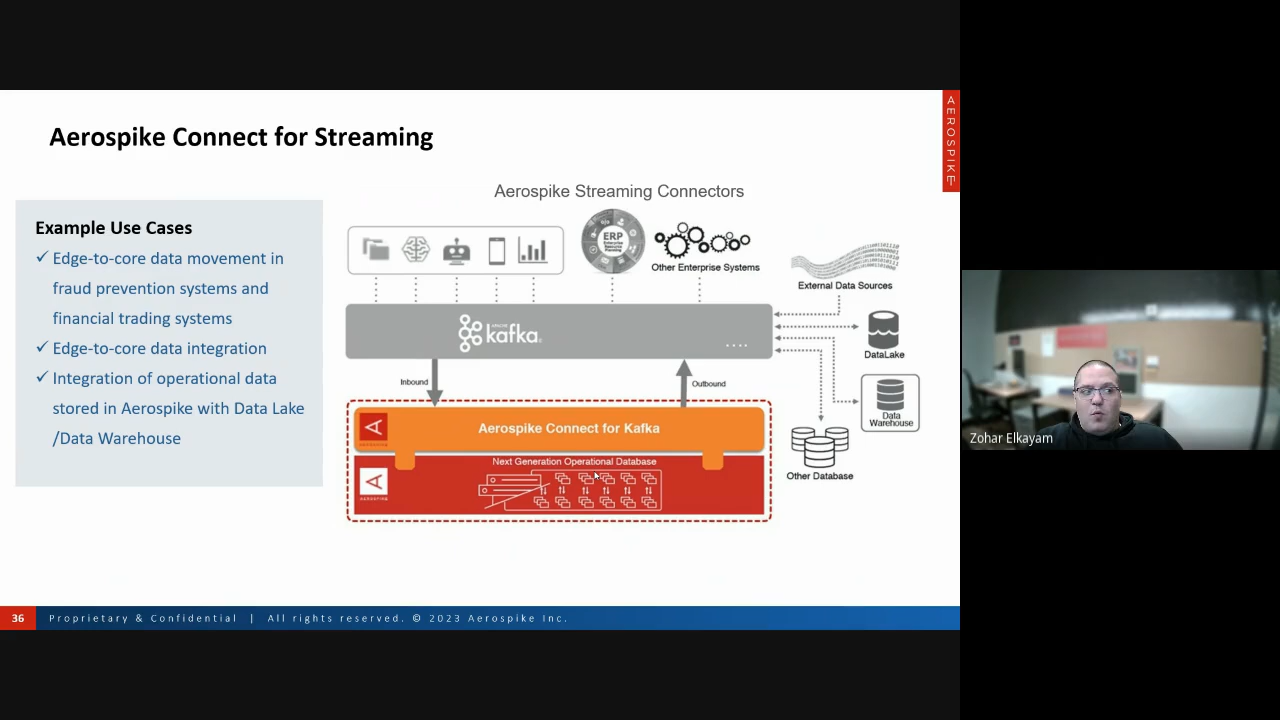 Aerospike Connect for Streaming
AEROSPIKE
Example Use Cases
✓ Edge-to-core data movement in
fraud prevention systems and
financial trading systems
✓ Edge-to-core data integration
✓ Integration of operational data
stored in Aerospike with Data Lake
/Data Warehouse
Aerospike Streaming Connectors
ERP
Other Enterprise Systems
External Data Sources
kafka
....
DataLake
Inbound
Outbound
Data
Warehouse
Aerospike Connect for Kafka
Next Generation Operational Database
Other Database
Zohar Elkayam
36
Proprietary & Confidential | All rights reserved. © 2023 Aerospike Inc.